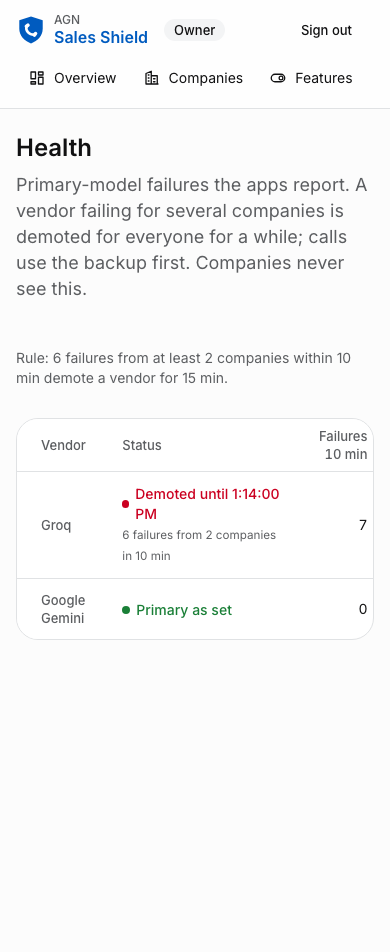 AGN
Sales Shield
Owner
Sign out
Overview
Companies
Features
Health
Primary-model failures the apps report. A
vendor failing for several companies is
demoted for everyone for a while; calls
use the backup first. Companies never
see this.
Rule: 6 failures from at least 2 companies within 10
min demote a vendor for 15 min.
Vendor
Status
Failures
10 min
Groq
Demoted until 1:14:00
PM
6 failures from 2 companies
in 10 min
7
Google
Gemini
Primary as set
0